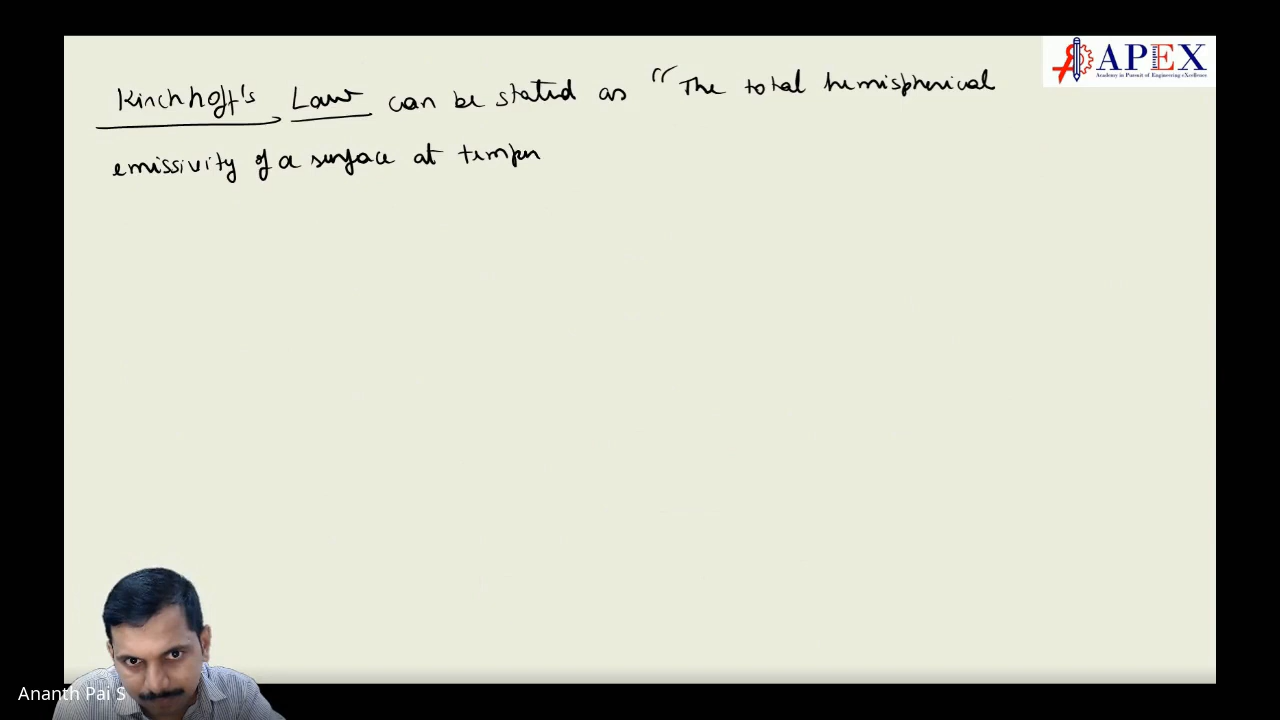 Kirchhoff's Law can be stated as "The total hemispherical
emissivity of a surface at temper
APEX
Academy in Pursuit of Engineering eXcellence
Ananth Pai S